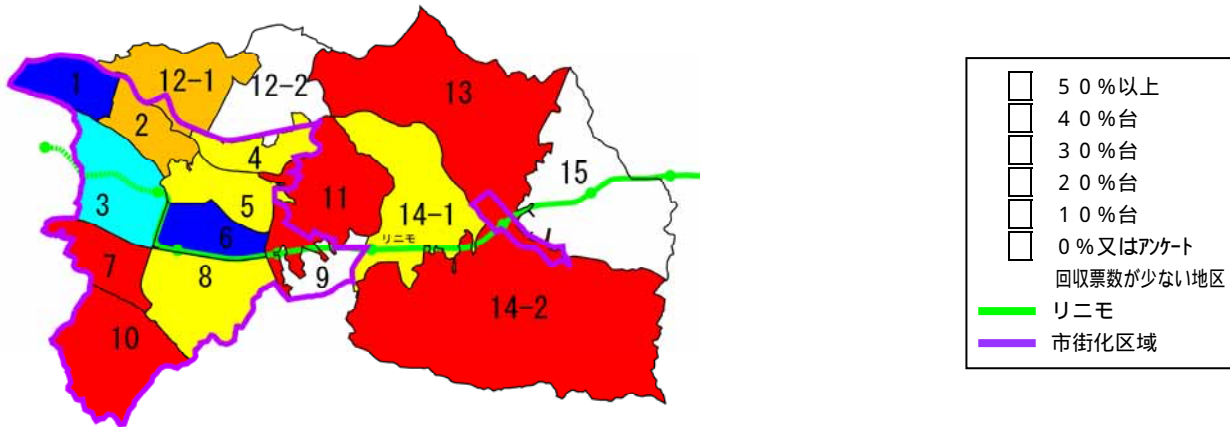 1
12-1
12-2
13
2
4
15
3
5
11
14-1
6
リニモ
7
8
9
10
14-2
５０％以上
４０％台
３０％台
２０％台
１０％台
０％又はｱﾝｹｰﾄ
回収票数が少ない地区
リニモ
市街化区域